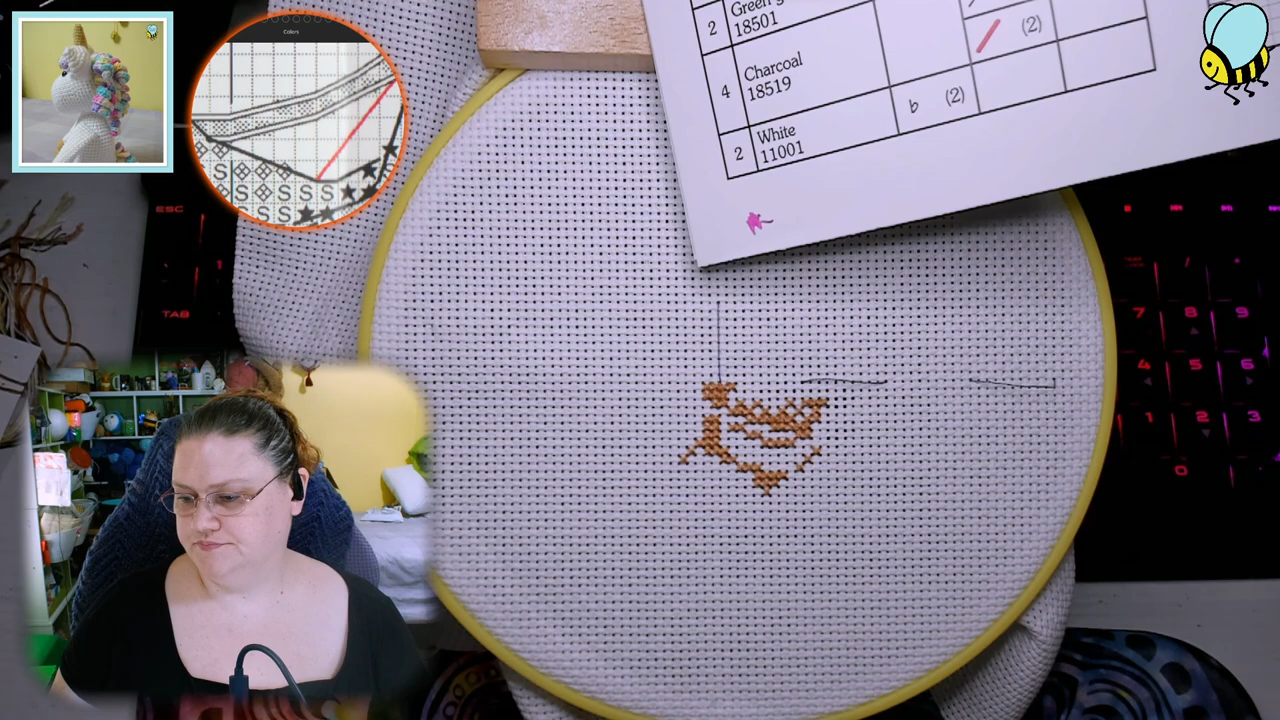 Colors
2 Green g
18501
(2)
4 Charcoal
18519
b (2)
2 White
11001
ESC
TAB
7 8 9
4 5 6
1 2 3
0
S S
S S S
S S